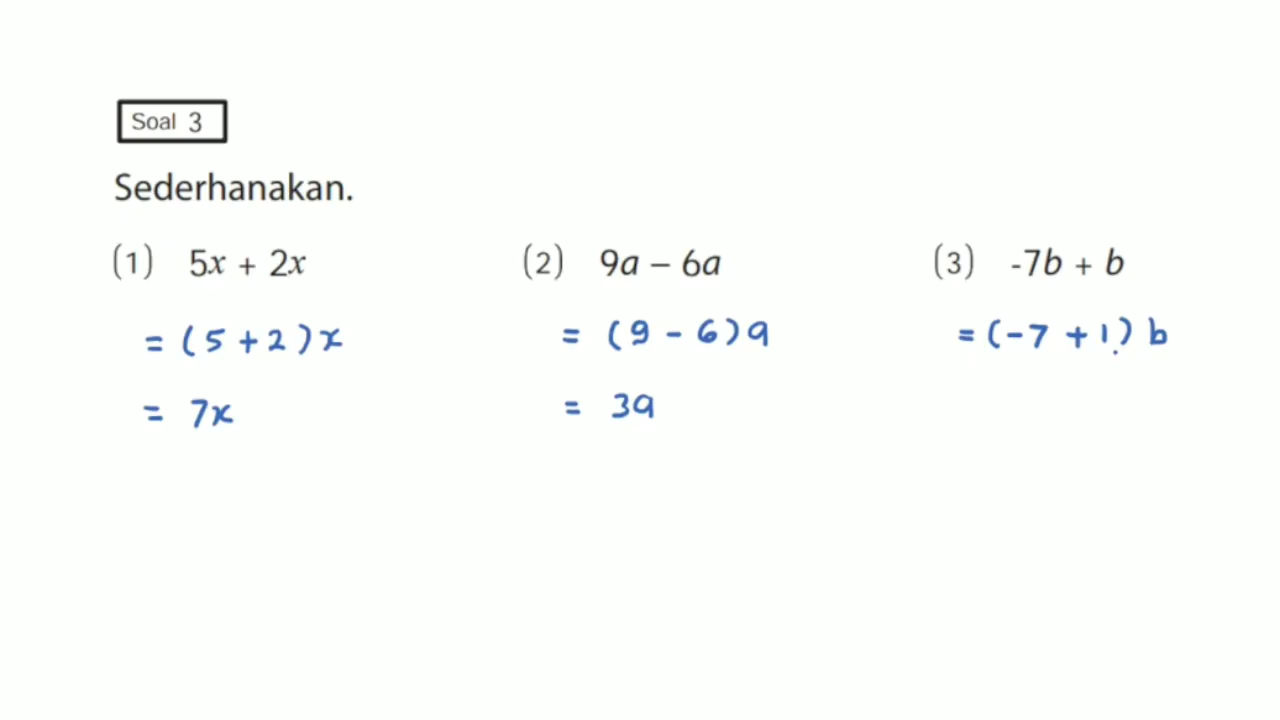 Soal 3
Sederhanakan.
(1) 5x + 2x
= (5 + 2) x
= 7x
(2) 9a – 6a
= (9 - 6) a
= 3a
(3) -7b + b
= (-7 + 1) b